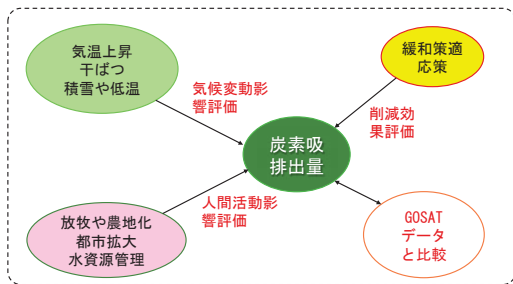 気温上昇
干ばつ
積雪や低温
緩和策適
応策
気候変動影
響評価
削減効
果評価
炭素吸
排出量
人間活動影
響評価
放牧や農地化
都市拡大
水資源管理
GOSAT
データ
と比較